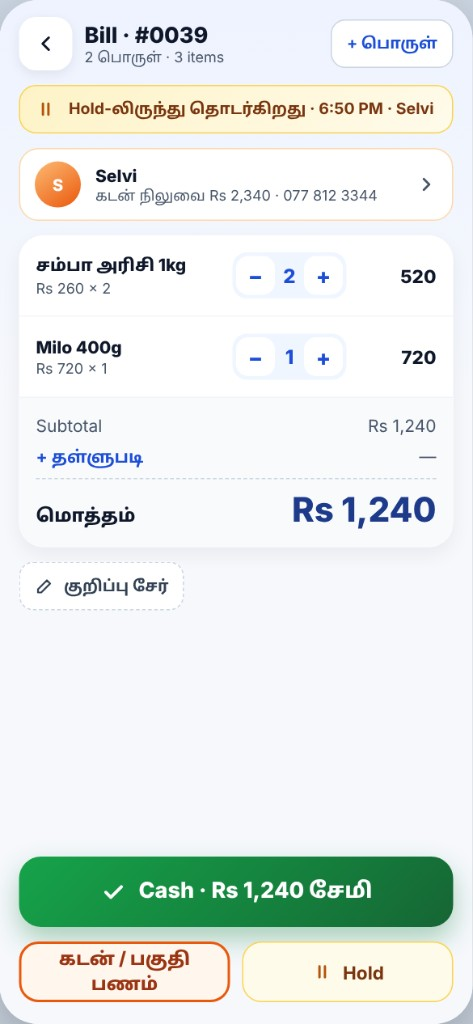 Bill · #0039
2 பொருள் · 3 items
+ பொருள்
Hold-லிருந்து தொடர்கிறது · 6:50 PM · Selvi
S
Selvi
கடன் நிலுவை Rs 2,340 · 077 812 3344
சம்பா அரிசி 1kg
Rs 260 × 2
− 2 +
520
Milo 400g
Rs 720 × 1
− 1 +
720
Subtotal Rs 1,240
+ தள்ளுபடி —
மொத்தம் Rs 1,240
குறிப்பு சேர்
Cash · Rs 1,240 சேமி
கடன் / பகுதி
பணம்
Hold